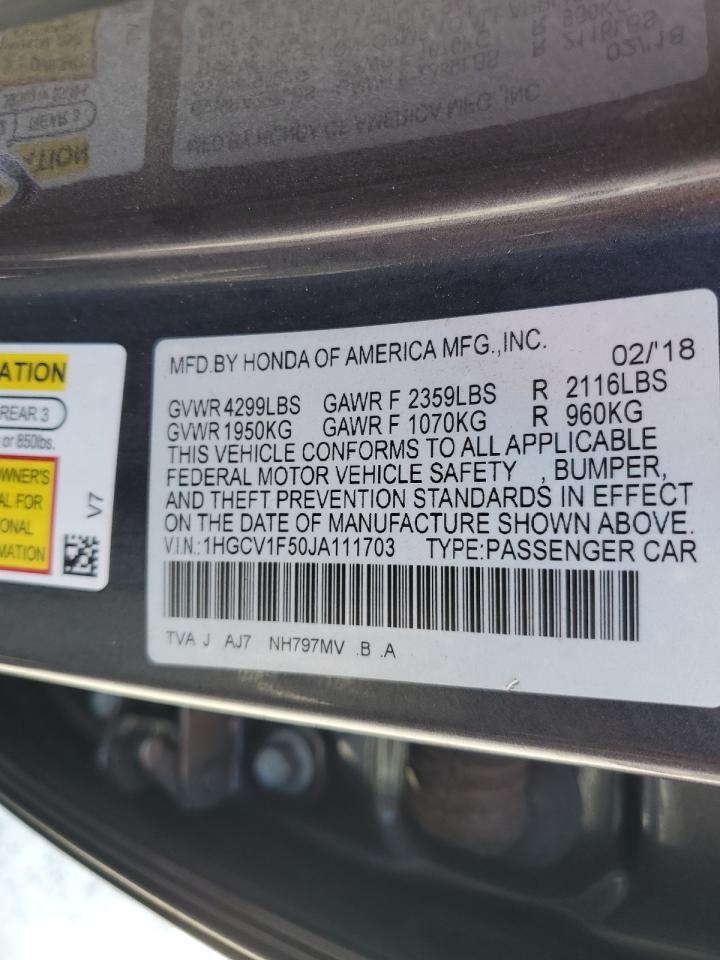 MFD.BY HONDA OF AMERICA MFG.,INC. 02/'18
GVWR 4299LBS GAWR F 2359LBS R 2116LBS
GVWR 1950KG GAWR F 1070KG R 960KG
THIS VEHICLE CONFORMS TO ALL APPLICABLE
FEDERAL MOTOR VEHICLE SAFETY , BUMPER,
AND THEFT PREVENTION STANDARDS IN EFFECT
ON THE DATE OF MANUFACTURE SHOWN ABOVE.
V.I.N.:1HGCV1F50JA111703 TYPE:PASSENGER CAR
TVA J AJ7 NH797MV .B .A
ATION
REAR 3
or 850lbs.
OWNER'S
AL FOR
IONAL
MATION
V7